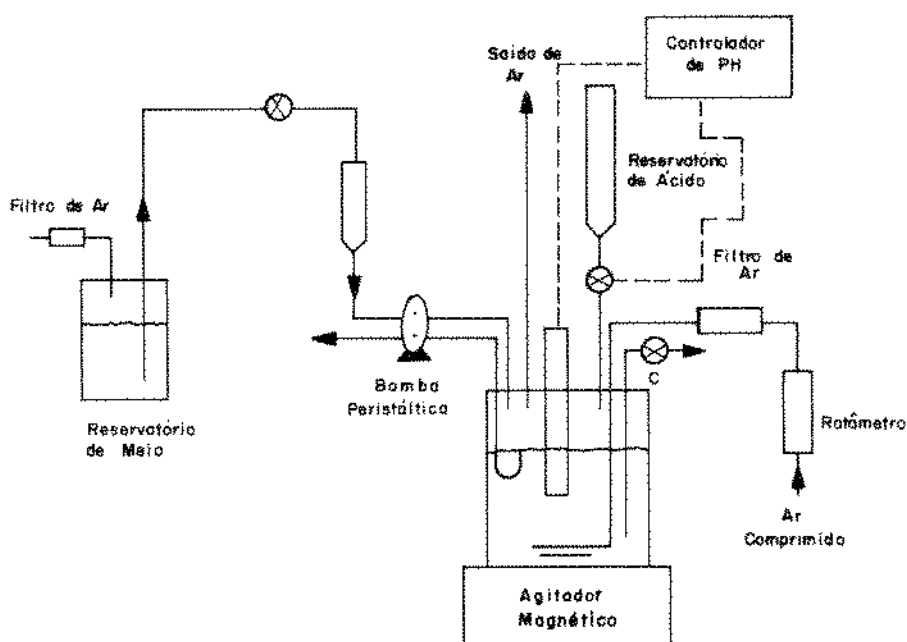 Saída de
Ar
Controlador
de PH
Reservatório
de Ácido
Filtro de Ar
Filtro de
Ar
C
Bomba
Peristáltica
Reservatório
de Meio
Rotâmetro
Ar
Comprimido
Agitador
Magnético